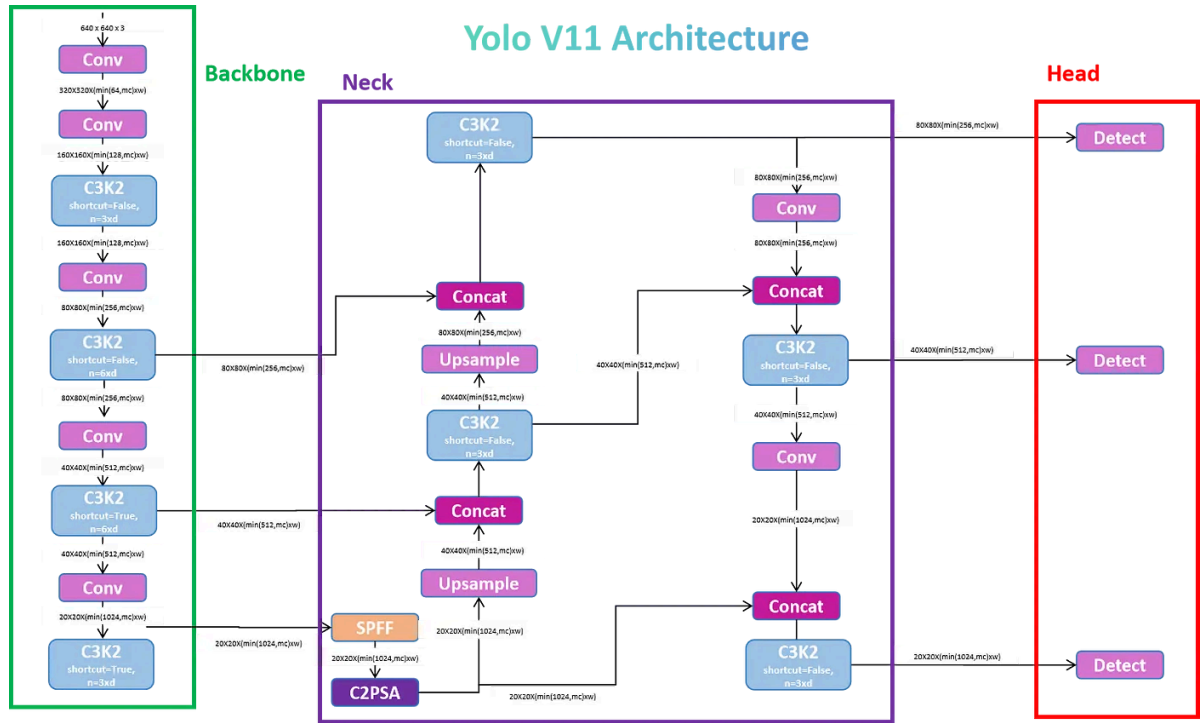 Yolo V11 Architecture
Backbone
640 x 640 x 3
Conv
320X320X(min(64,mc)xw)
Conv
160X160X(min(128,mc)xw)
C3K2
shortcut=False,
n=3xd
160X160X(min(128,mc)xw)
Conv
80X80X(min(256,mc)xw)
C3K2
shortcut=False,
n=6xd
80X80X(min(256,mc)xw)
80X80X(min(256,mc)xw)
Conv
40X40X(min(512,mc)xw)
C3K2
shortcut=True,
n=6xd
40X40X(min(512,mc)xw)
40X40X(min(512,mc)xw)
Conv
20X20X(min(1024,mc)xw)
20X20X(min(1024,mc)xw)
C3K2
shortcut=True,
n=3xd
Neck
C3K2
shortcut=False,
n=3xd
Concat
80X80X(min(256,mc)xw)
Upsample
40X40X(min(512,mc)xw)
C3K2
shortcut=False,
n=3xd
40X40X(min(512,mc)xw)
Concat
40X40X(min(512,mc)xw)
Upsample
20X20X(min(1024,mc)xw)
SPFF
20X20X(min(1024,mc)xw)
C2PSA
20X20X(min(1024,mc)xw)
80X80X(min(256,mc)xw)
Conv
80X80X(min(256,mc)xw)
Concat
C3K2
shortcut=False,
n=3xd
40X40X(min(512,mc)xw)
Conv
20X20X(min(1024,mc)xw)
Concat
C3K2
shortcut=False,
n=3xd
Head
80X80X(min(256,mc)xw)
Detect
40X40X(min(512,mc)xw)
Detect
20X20X(min(1024,mc)xw)
Detect